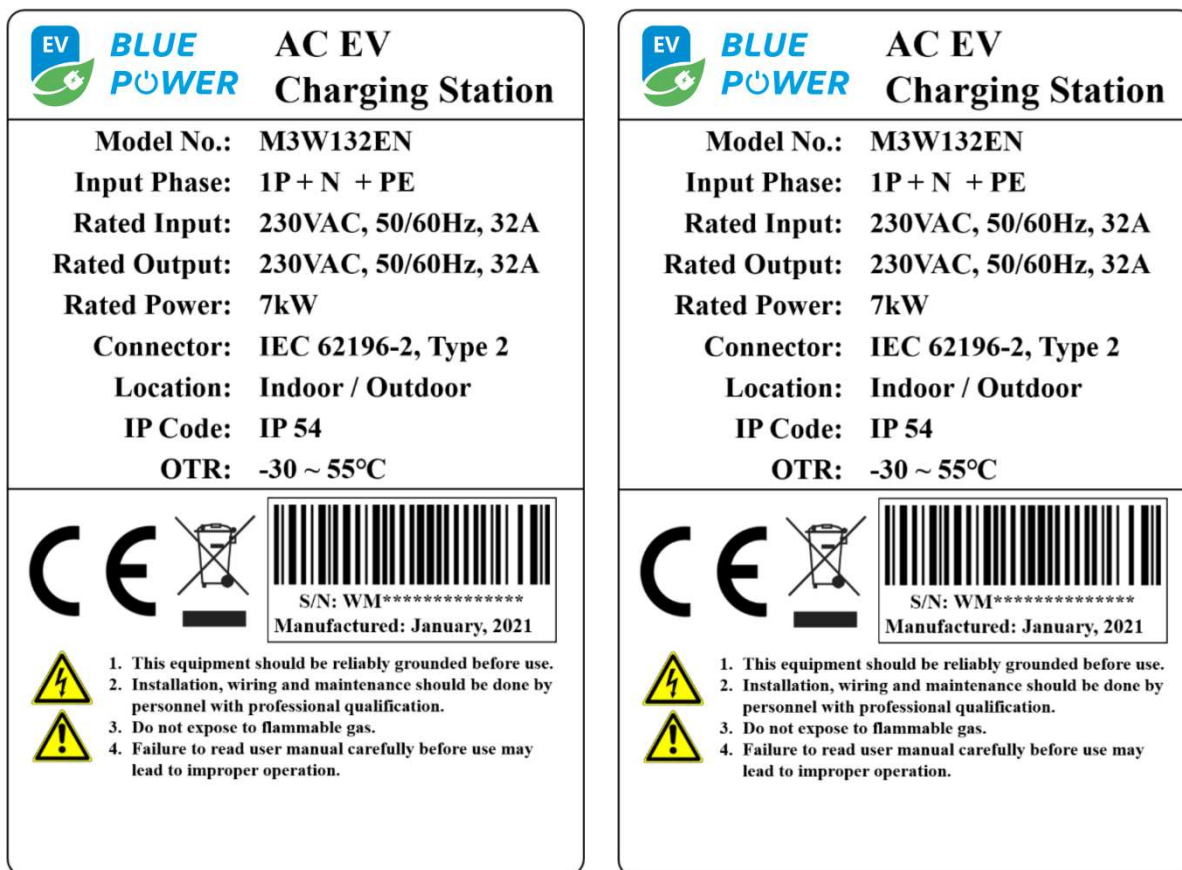 EV BLUE POWER
AC EV
Charging Station
Model No.: M3W132EN
Input Phase: 1P + N + PE
Rated Input: 230VAC, 50/60Hz, 32A
Rated Output: 230VAC, 50/60Hz, 32A
Rated Power: 7kW
Connector: IEC 62196-2, Type 2
Location: Indoor / Outdoor
IP Code: IP 54
OTR: -30 ~ 55℃
CE
S/N: WM**************
Manufactured: January, 2021
1. This equipment should be reliably grounded before use.
2. Installation, wiring and maintenance should be done by
personnel with professional qualification.
3. Do not expose to flammable gas.
4. Failure to read user manual carefully before use may
lead to improper operation.
EV BLUE POWER
AC EV
Charging Station
Model No.: M3W132EN
Input Phase: 1P + N + PE
Rated Input: 230VAC, 50/60Hz, 32A
Rated Output: 230VAC, 50/60Hz, 32A
Rated Power: 7kW
Connector: IEC 62196-2, Type 2
Location: Indoor / Outdoor
IP Code: IP 54
OTR: -30 ~ 55℃
CE
S/N: WM**************
Manufactured: January, 2021
1. This equipment should be reliably grounded before use.
2. Installation, wiring and maintenance should be done by
personnel with professional qualification.
3. Do not expose to flammable gas.
4. Failure to read user manual carefully before use may
lead to improper operation.